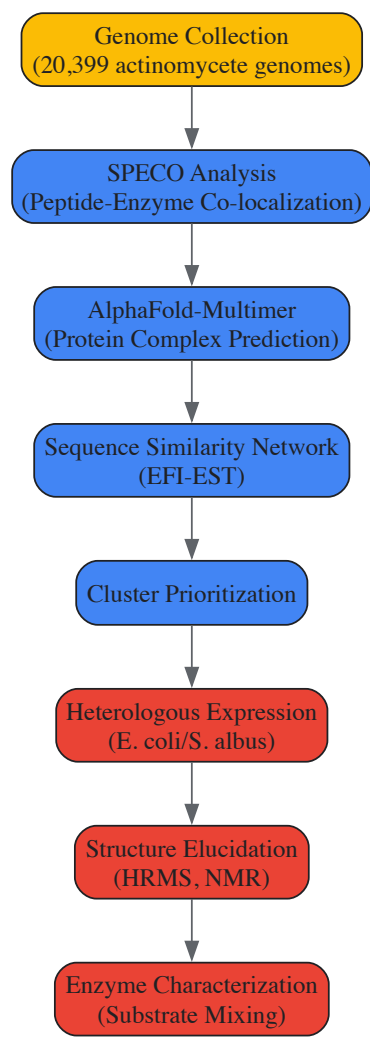 Genome Collection
(20,399 actinomycete genomes)
SPECO Analysis
(Peptide-Enzyme Co-localization)
AlphaFold-Multimer
(Protein Complex Prediction)
Sequence Similarity Network
(EFI-EST)
Cluster Prioritization
Heterologous Expression
(E. coli/S. albus)
Structure Elucidation
(HRMS, NMR)
Enzyme Characterization
(Substrate Mixing)